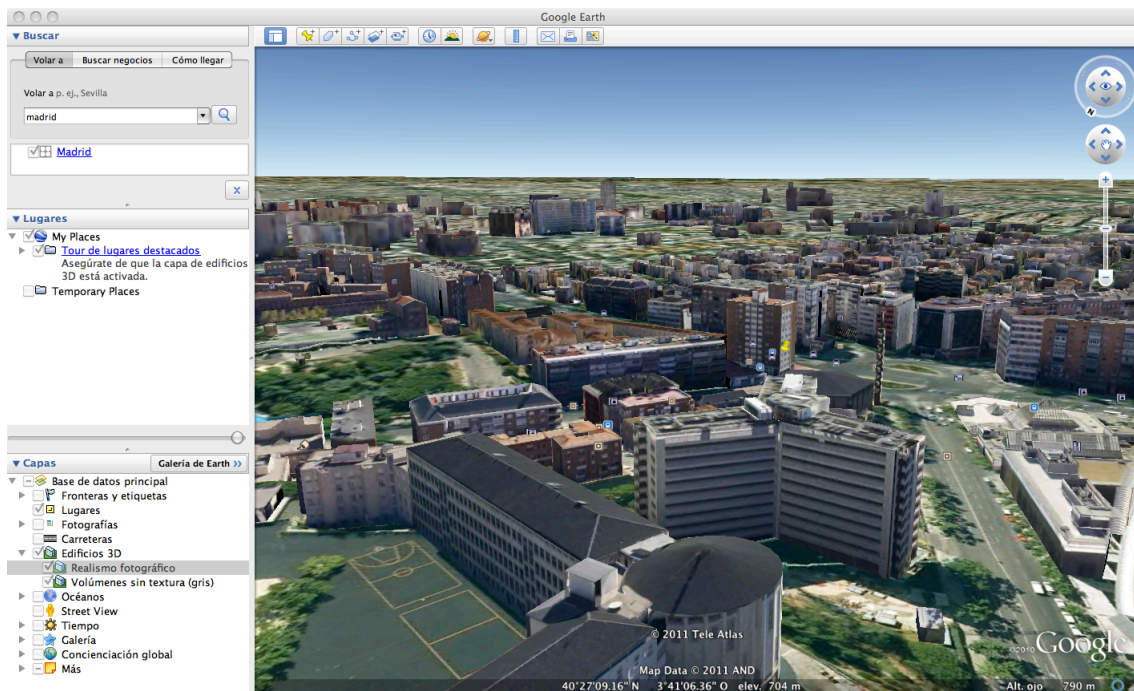 Google Earth
Buscar
Volar a
Buscar negocios
Cómo llegar
Volar a p. ej., Sevilla
madrid
Madrid
Lugares
My Places
Tour de lugares destacados
Asegúrate de que la capa de edificios
3D está activada.
Temporary Places
Capas
Galería de Earth >>
Base de datos principal
Fronteras y etiquetas
Lugares
Fotografías
Carreteras
Edificios 3D
Realismo fotográfico
Volúmenes sin textura (gris)
Océanos
Street View
Tiempo
Galería
Concienciación global
Más
N
© 2011 Tele Atlas
©2010 Google
Map Data © 2011 AND
40°27'09.16" N 3°41'06.36" O elev. 704 m
Alt. ojo 790 m